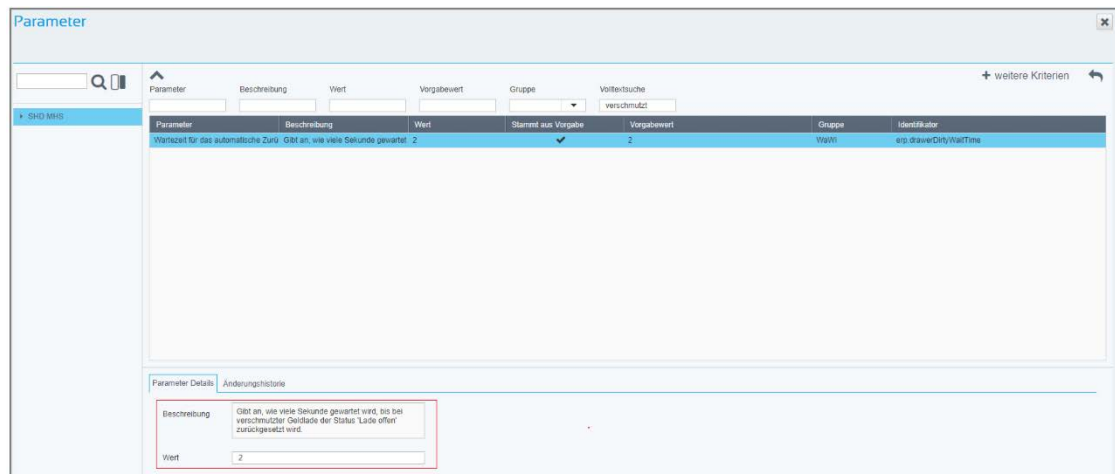 Parameter
weitere Kriterien
Parameter Beschreibung Wert Vorgabewert Gruppe Volltextsuche
verschmutzt
SHD MHS
Parameter Beschreibung Wert Stammt aus Vorgabe Vorgabewert Gruppe Identifikator
Wartezeit für das automatische Zurü Gibt an, wie viele Sekunde gewartet 2 2 WaWi erp.drawerDirtyWaitTime
Parameter Details Änderungshistorie
Beschreibung
Gibt an, wie viele Sekunde gewartet wird, bis bei
verschmutzter Geldlade der Status 'Lade offen'
zurückgesetzt wird.
Wert 2